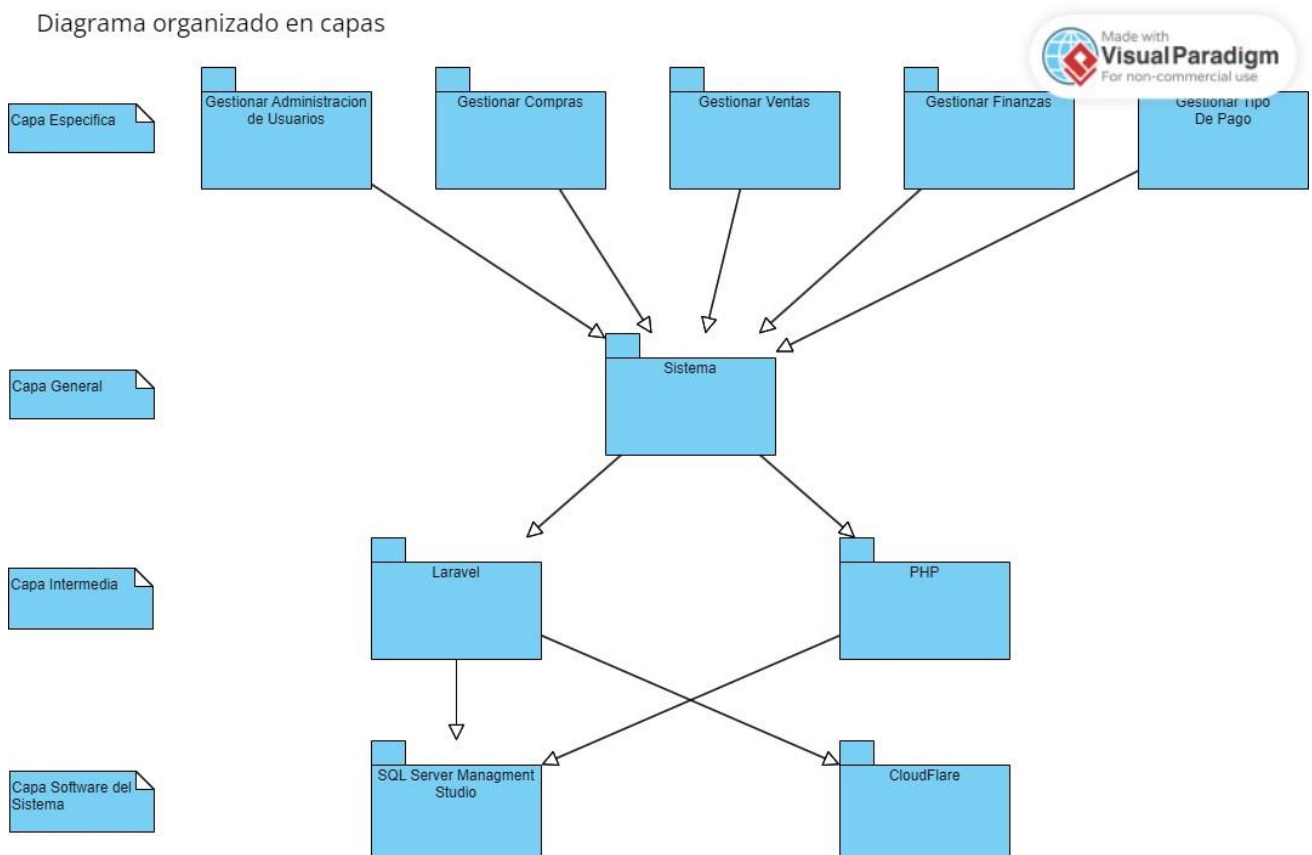 Diagrama organizado en capas
Made with
Visual Paradigm
For non-commercial use
Capa Especifica
Gestionar Administracion
de Usuarios
Gestionar Compras
Gestionar Ventas
Gestionar Finanzas
Gestionar Tipo
De Pago
Capa General
Sistema
Capa Intermedia
Laravel
PHP
Capa Software del
Sistema
SQL Server Managment
Studio
CloudFlare